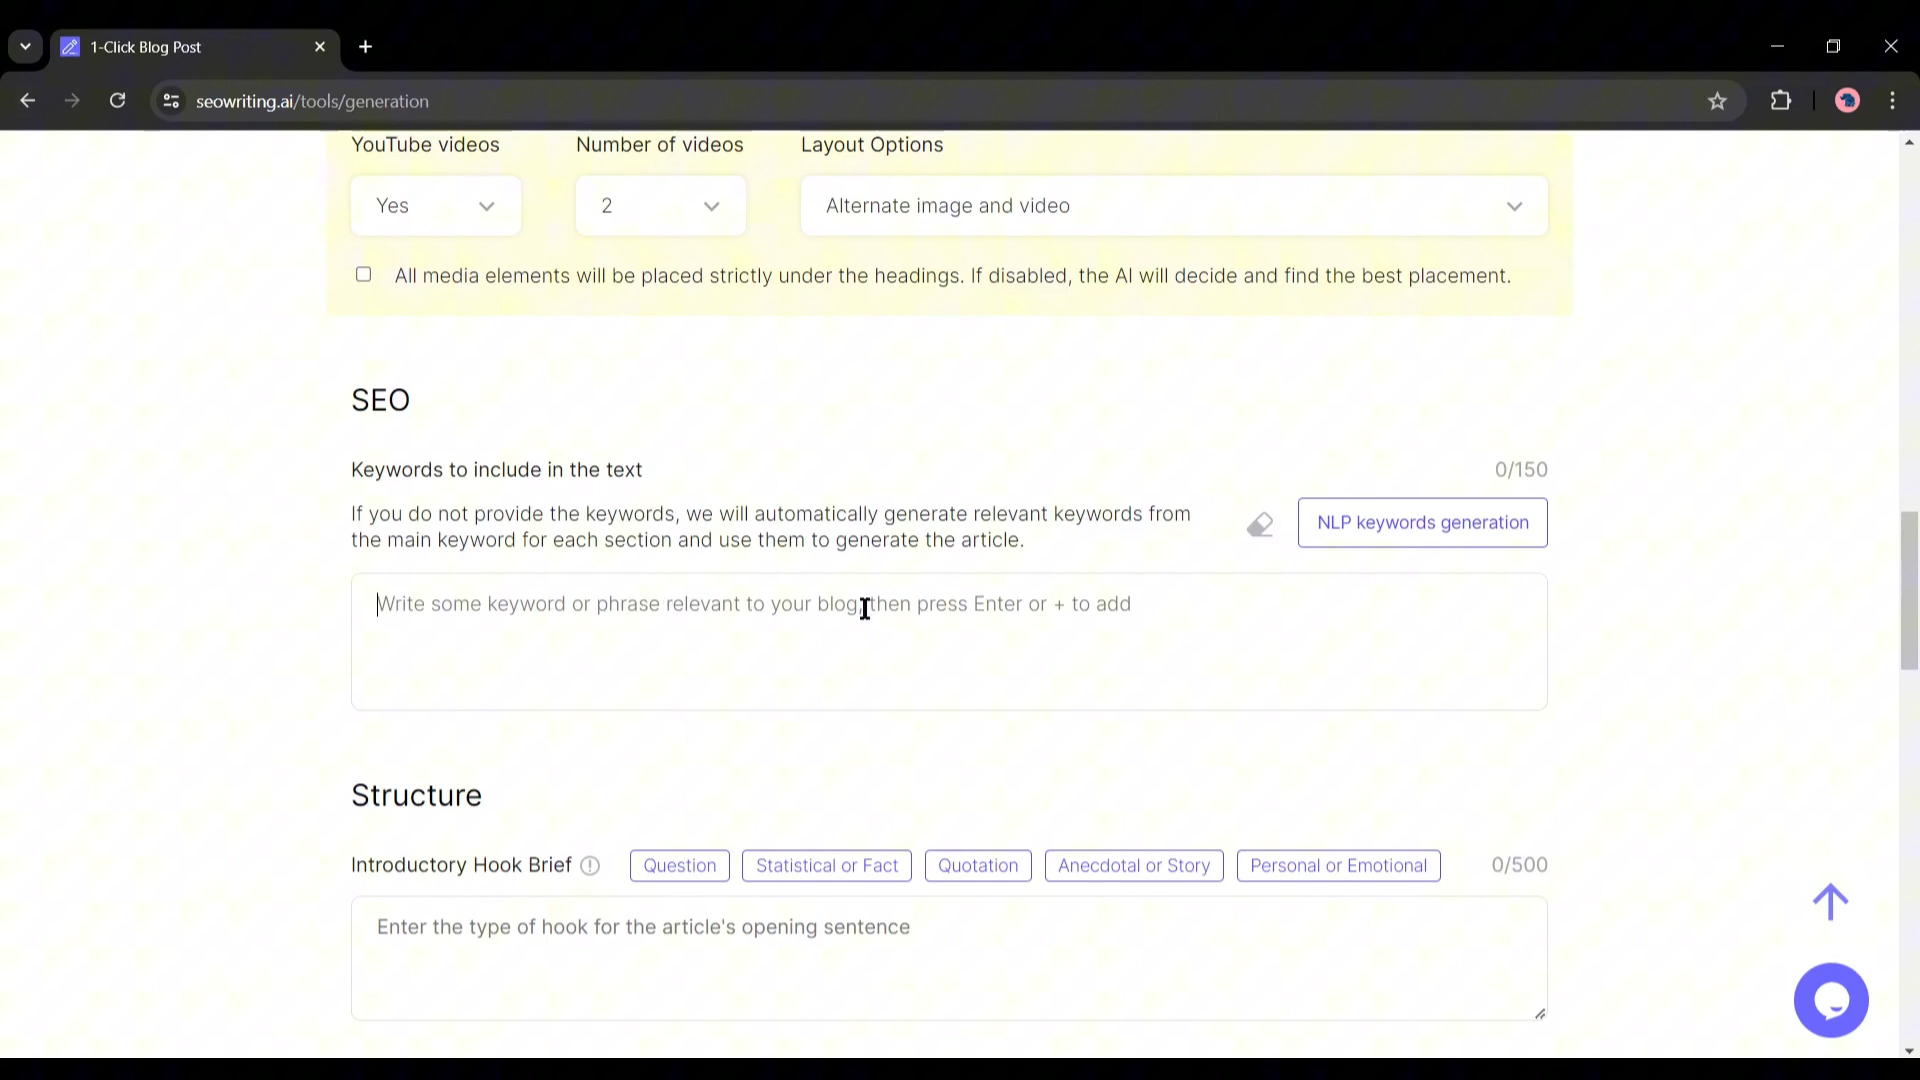 1-Click Blog Post
seowriting.ai/tools/generation
YouTube videos Number of videos Layout Options
Yes 2 Alternate image and video
All media elements will be placed strictly under the headings. If disabled, the AI will decide and find the best placement.
SEO
Keywords to include in the text 0/150
If you do not provide the keywords, we will automatically generate relevant keywords from
the main keyword for each section and use them to generate the article.
NLP keywords generation
Write some keyword or phrase relevant to your blog, then press Enter or + to add
Structure
Introductory Hook Brief Question Statistical or Fact Quotation Anecdotal or Story Personal or Emotional 0/500
Enter the type of hook for the article's opening sentence